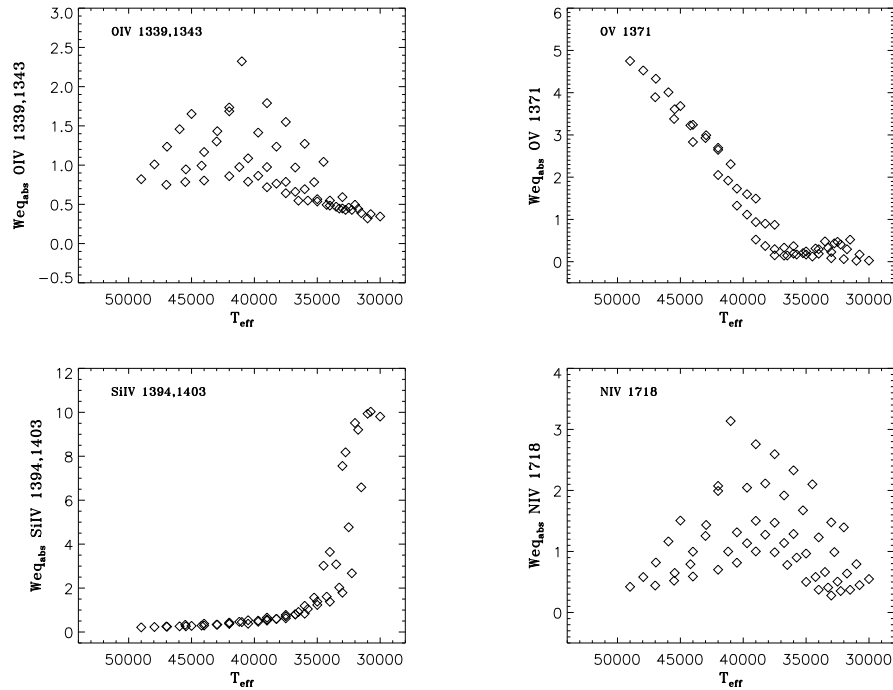 OIV 1339,1343
3.0
2.5
2.0
1.5
1.0
0.5
0.0
−0.5
Weqabs OIV 1339,1343
50000 45000 40000 35000 30000
Teff
OV 1371
6
5
4
3
2
1
0
Weqabs OV 1371
50000 45000 40000 35000 30000
Teff
SiIV 1394,1403
12
10
8
6
4
2
0
Weqabs SiIV 1394,1403
50000 45000 40000 35000 30000
Teff
NIV 1718
4
3
2
1
0
Weqabs NIV 1718
50000 45000 40000 35000 30000
Teff